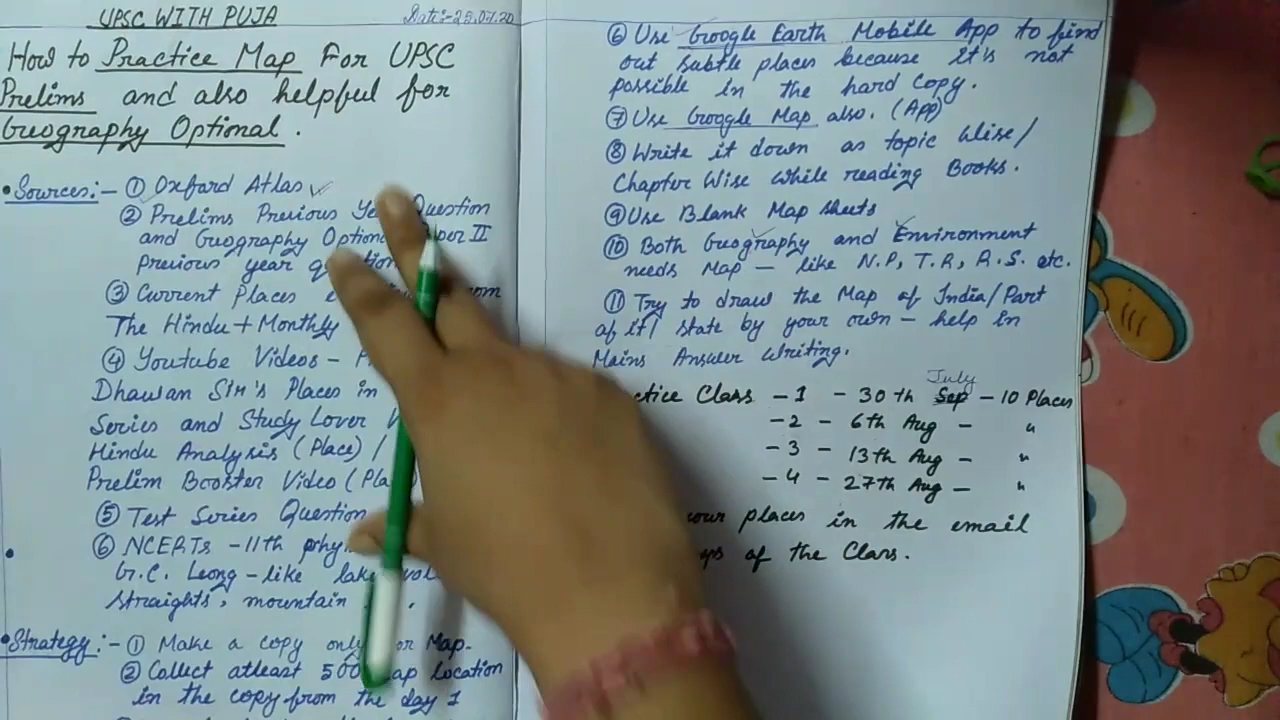 UPSC WITH PUJA
Date:- 25.07.20
How to Practice Map For UPSC
Prelims and also helpful for
Geography Optional.
• Sources:- ① Oxford Atlas ✓
② Prelims Previous Question
and Geography II
previous year
③ Current Places
The Hindu + Monthly
④ Youtube Videos -
Dhawan Sir's Places in
Series and Study Lover
Hindu Analysis (Place) /
Prelim Booster Video
⑤ Test Series Question
⑥ NCERTs - 11th
G.C. Leong - like
straights, mountain
• Strategy:- ① Make a copy only Map-
② Collect atleast location
in the copy from the day 1
⑥ Use Google Earth Mobile App to find
out subtle places because it's not
possible in the hard copy.
⑦ Use Google Map also. (App)
⑧ Write it down as topic Wise/
Chapter Wise while reading Books.
⑨ Use Blank Map sheets
⑩ Both Geography and Environment
needs Map - like N.P, T.R, R.S. etc.
⑪ Try to draw the Map of India/Part
of it/ state by your own - help in
Mains Answer Writing.
July
Class - 1 - 30th Sep - 10 Places
- 2 - 6th Aug - "
- 3 - 13th Aug - "
- 4 - 27th Aug - "
places in the email
of the Class.